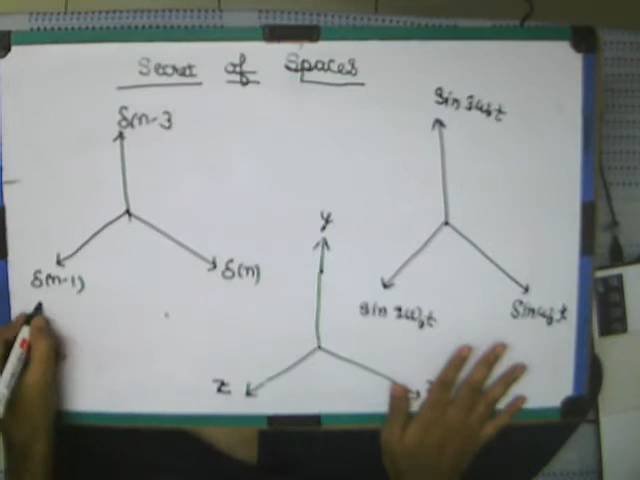 Secret of Spaces
δ(n-3
δ(n-1)
δ(n)
y
Z
Sin 3ω₀t
Sin 2ω₀t
Sin ω₀t